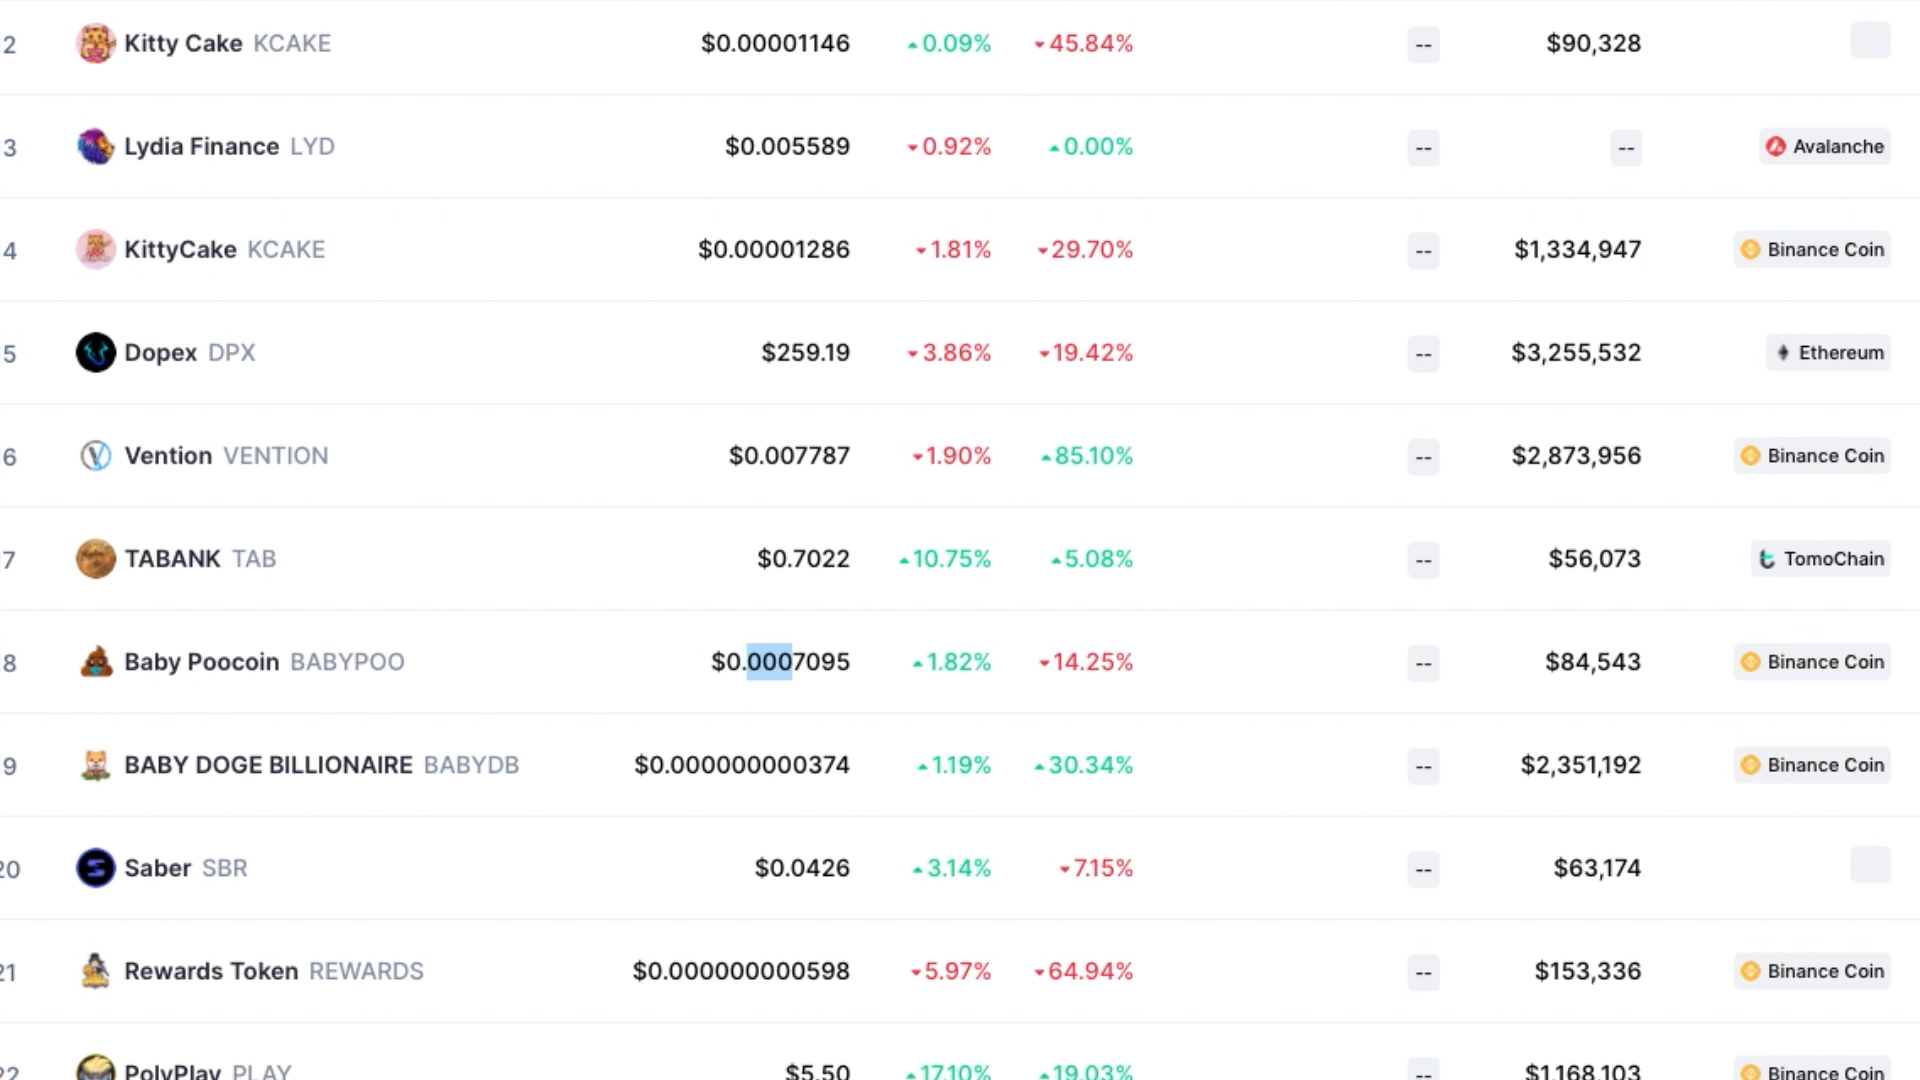 2 Kitty Cake KCAKE $0.00001146 0.09% 45.84% -- $90,328
3 Lydia Finance LYD $0.005589 0.92% 0.00% -- -- Avalanche
4 KittyCake KCAKE $0.00001286 1.81% 29.70% -- $1,334,947 Binance Coin
5 Dopex DPX $259.19 3.86% 19.42% -- $3,255,532 Ethereum
6 Vention VENTION $0.007787 1.90% 85.10% -- $2,873,956 Binance Coin
7 TABANK TAB $0.7022 10.75% 5.08% -- $56,073 TomoChain
8 Baby Poocoin BABYPOO $0.0007095 1.82% 14.25% -- $84,543 Binance Coin
9 BABY DOGE BILLIONAIRE BABYDB $0.000000000374 1.19% 30.34% -- $2,351,192 Binance Coin
20 Saber SBR $0.0426 3.14% 7.15% -- $63,174
21 Rewards Token REWARDS $0.000000000598 5.97% 64.94% -- $153,336 Binance Coin
22 PolyPlay PLAY $5.50 17.10% 19.03% -- $1,168,103 Binance Coin